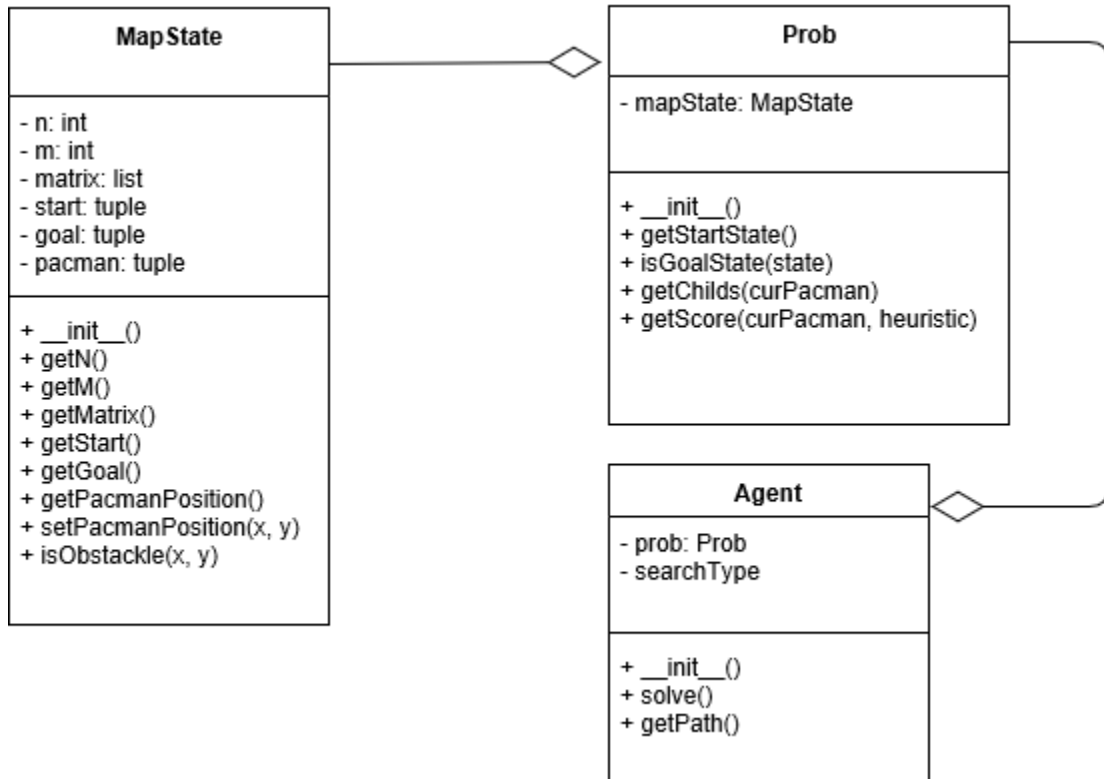 MapState
- n: int
- m: int
- matrix: list
- start: tuple
- goal: tuple
- pacman: tuple
+ __init__()
+ getN()
+ getM()
+ getMatrix()
+ getStart()
+ getGoal()
+ getPacmanPosition()
+ setPacmanPosition(x, y)
+ isObstackle(x, y)
Prob
- mapState: MapState
+ __init__()
+ getStartState()
+ isGoalState(state)
+ getChilds(curPacman)
+ getScore(curPacman, heuristic)
Agent
- prob: Prob
- searchType
+ __init__()
+ solve()
+ getPath()